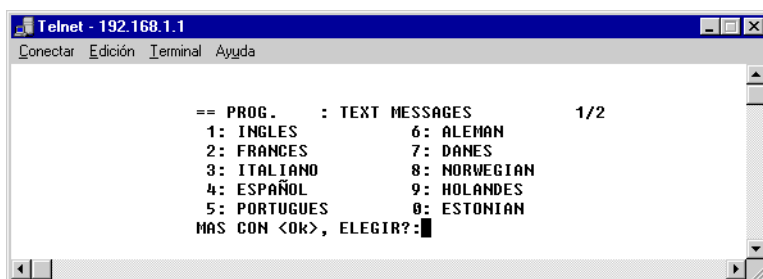 Telnet - 192.168.1.1
Conectar Edición Terminal Ayuda
== PROG. : TEXT MESSAGES 1/2
1: INGLES 6: ALEMAN
2: FRANCES 7: DANES
3: ITALIANO 8: NORWEGIAN
4: ESPAÑOL 9: HOLANDES
5: PORTUGUES 0: ESTONIAN
MAS CON <Ok>, ELEGIR?: